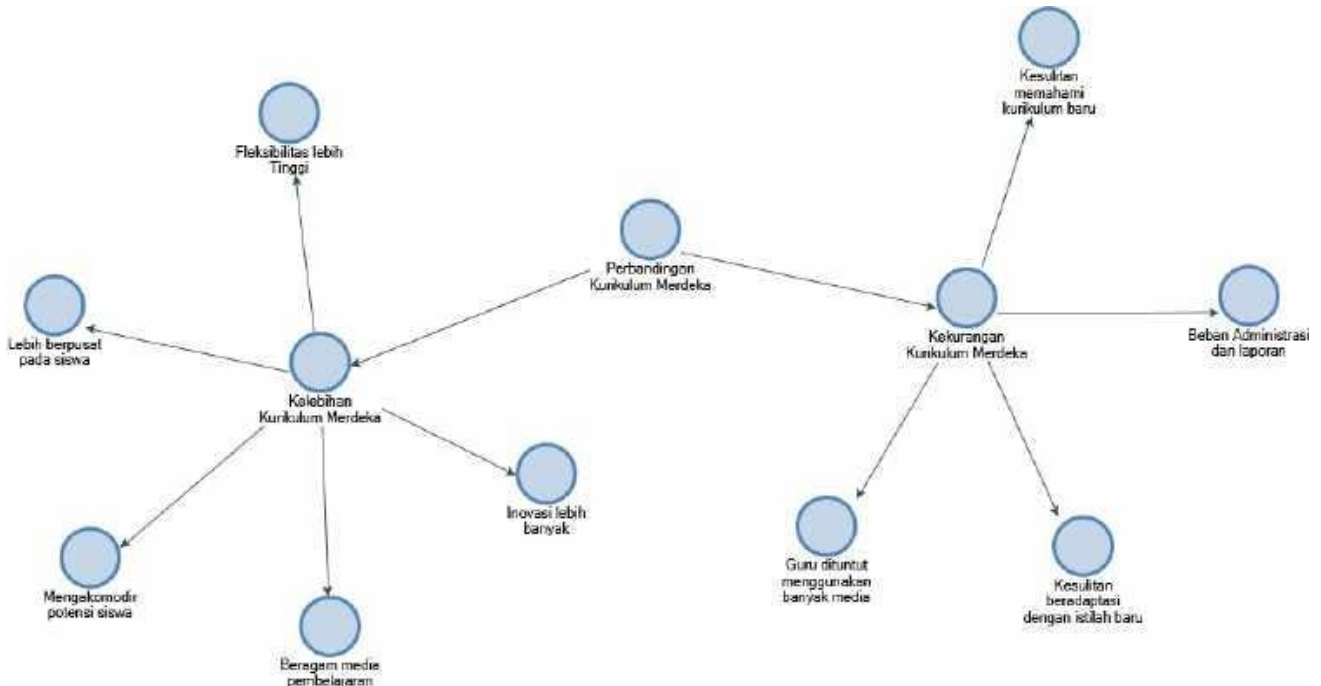 Kesulitan
memahami
kurikulum baru
Fleksibilitas lebih
Tinggi
Perbandingan
Kurikulum Merdeka
Lebih berpusat
pada siswa
Kekurangan
Kurikulum Merdeka
Beban Administrasi
dan laporan
Kelebihan
Kurikulum Merdeka
Inovasi lebih
banyak
Guru dituntut
menggunakan
banyak media
Kesulitan
beradaptasi
dengan istilah baru
Mengakomodir
potensi siswa
Beragam media
pembelajaran